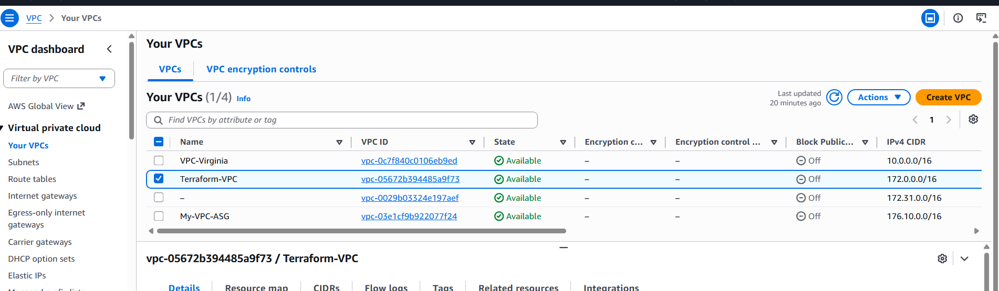 VPC > Your VPCs
VPC dashboard
Filter by VPC
AWS Global View
Virtual private cloud
Your VPCs
Subnets
Route tables
Internet gateways
Egress-only internet
gateways
Carrier gateways
DHCP option sets
Elastic IPs
Your VPCs
VPCs VPC encryption controls
Your VPCs (1/4) Info
Last updated
20 minutes ago
Actions Create VPC
Find VPCs by attribute or tag
1
Name VPC ID State Encryption c... Encryption control ... Block Public... IPv4 CIDR
VPC-Virginia vpc-0c7f840c0106eb9ed Available – – Off 10.0.0.0/16
Terraform-VPC vpc-05672b394485a9f73 Available – – Off 172.0.0.0/16
– vpc-0029b03324e197aef Available – – Off 172.31.0.0/16
My-VPC-ASG vpc-03e1cf9b922077f24 Available – – Off 176.10.0.0/16
vpc-05672b394485a9f73 / Terraform-VPC
Details Resource map CIDRs Flow logs Tags Related resources Integrations